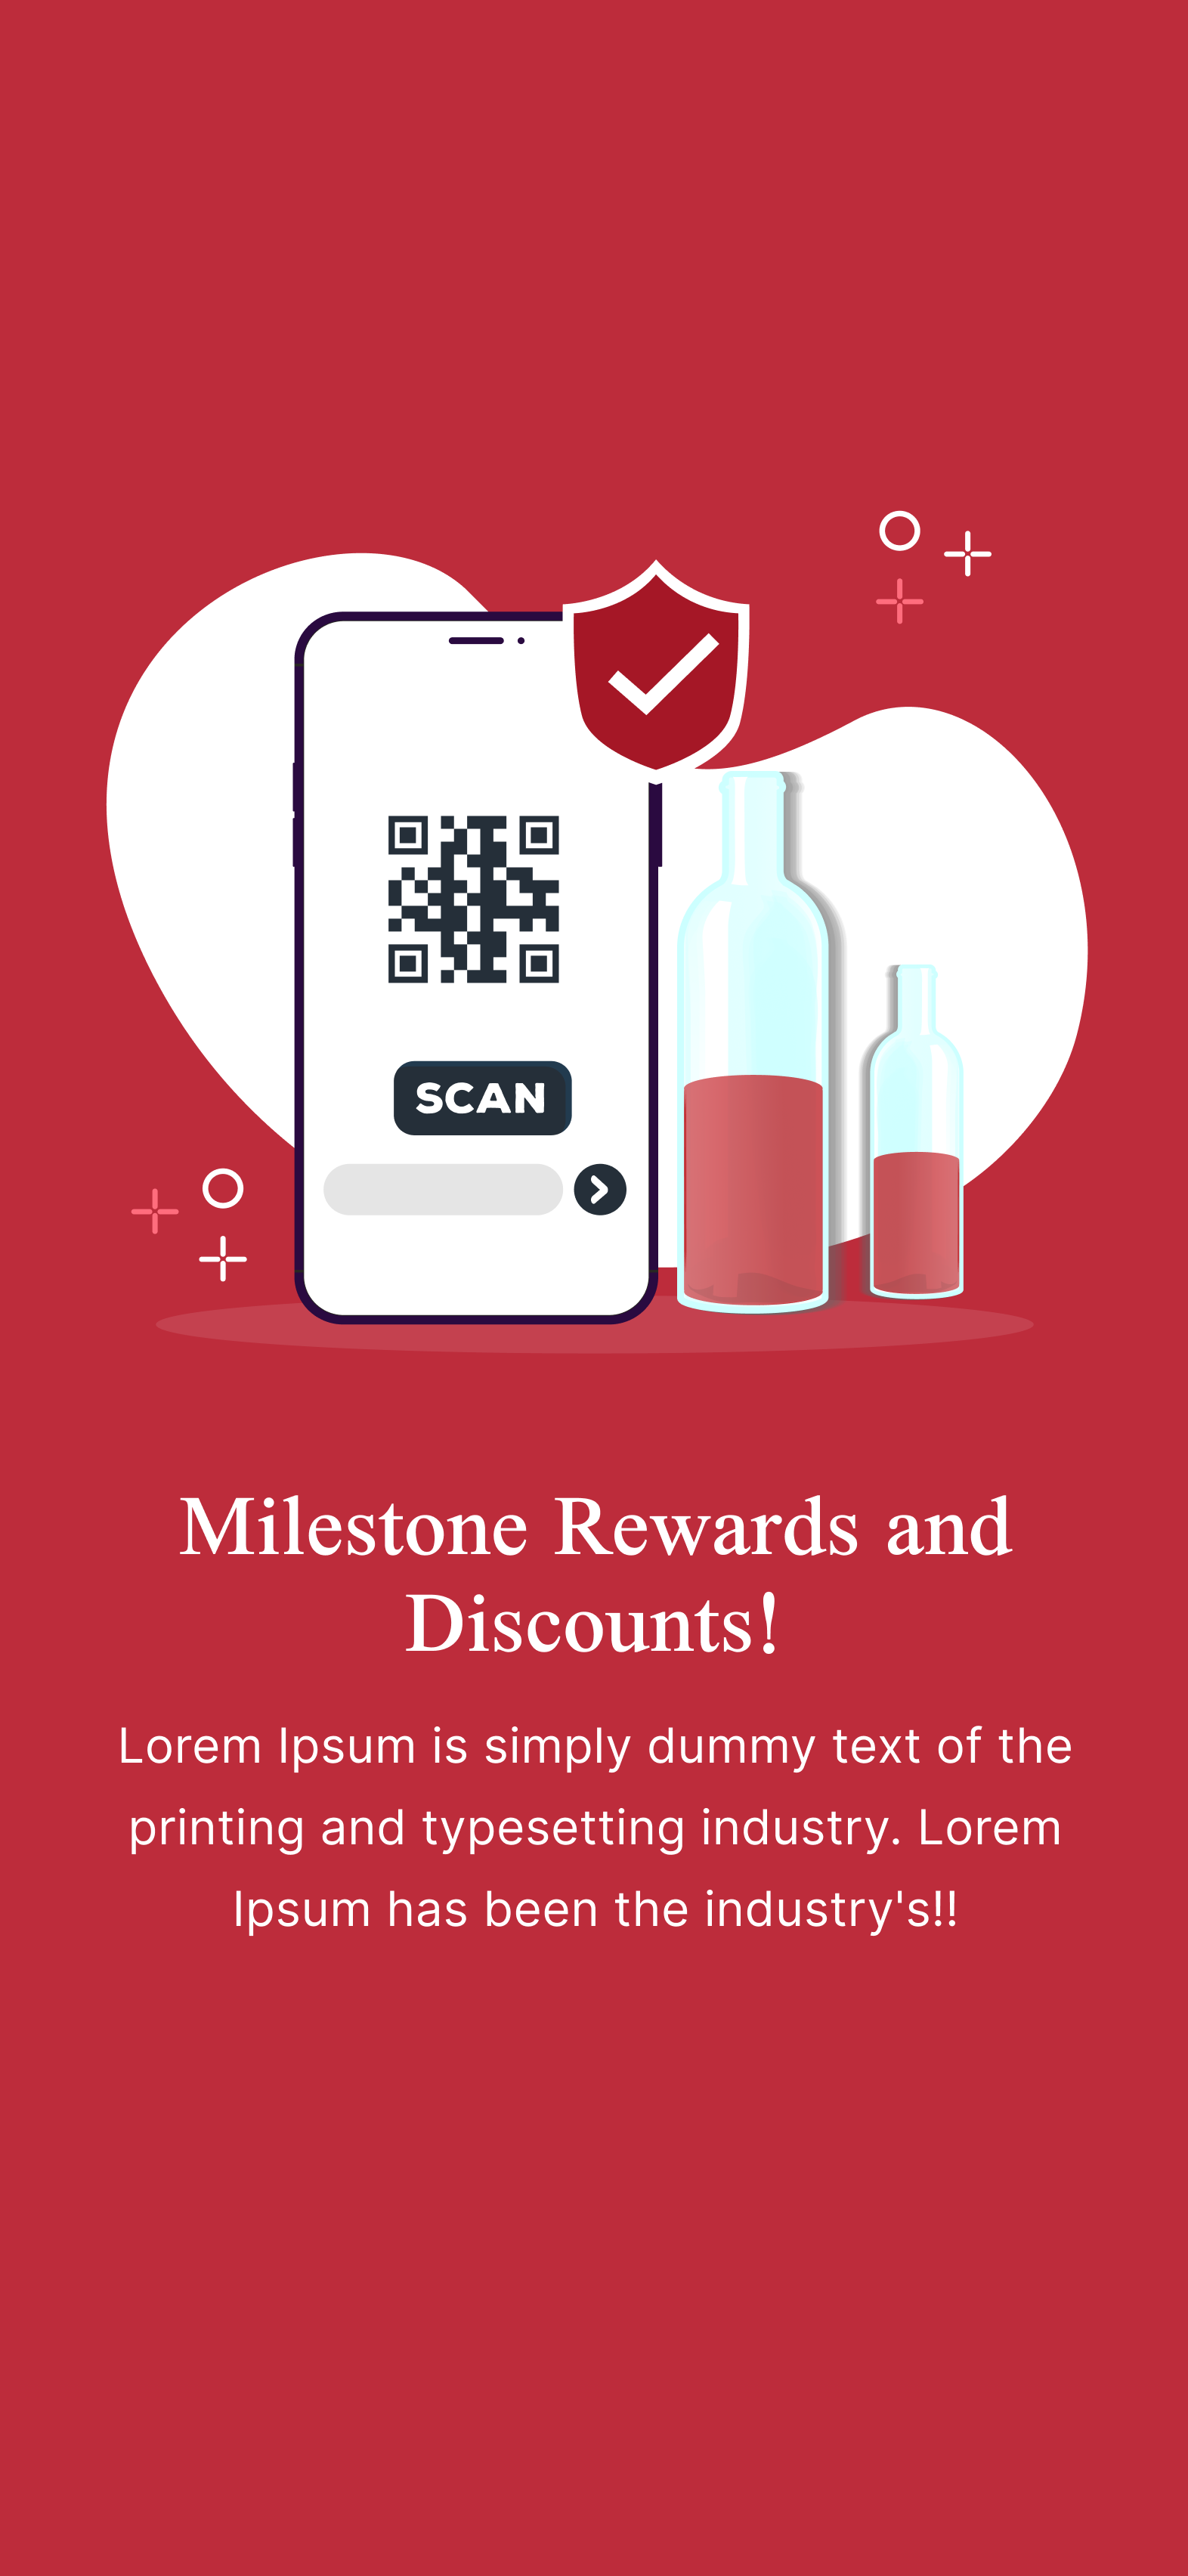 SCAN
Milestone Rewards and
Discounts!
Lorem Ipsum is simply dummy text of the
printing and typesetting industry. Lorem
Ipsum has been the industry's!!